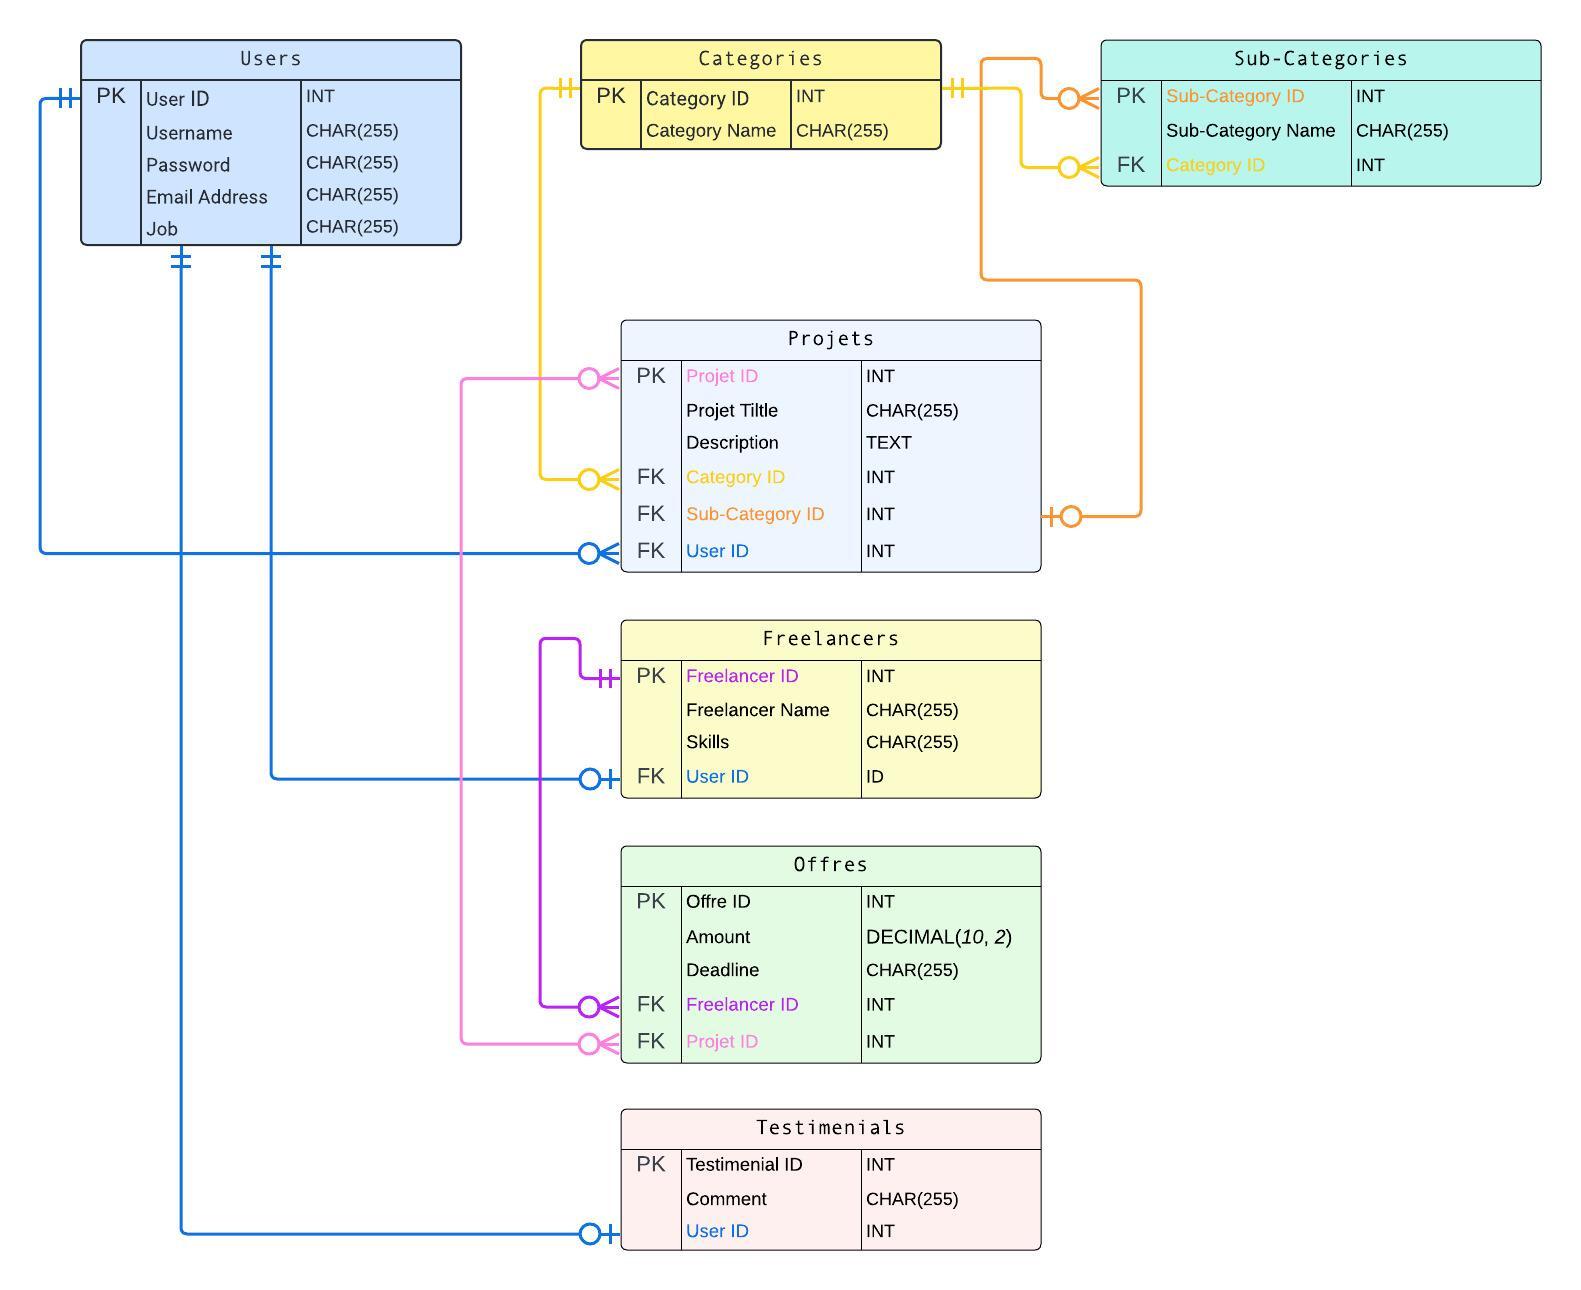 Users
PK User ID INT
Username CHAR(255)
Password CHAR(255)
Email Address CHAR(255)
Job CHAR(255)
Categories
PK Category ID INT
Category Name CHAR(255)
Sub-Categories
PK Sub-Category ID INT
Sub-Category Name CHAR(255)
FK Category ID INT
Projets
PK Projet ID INT
Projet Tiltle CHAR(255)
Description TEXT
FK Category ID INT
FK Sub-Category ID INT
FK User ID INT
Freelancers
PK Freelancer ID INT
Freelancer Name CHAR(255)
Skills CHAR(255)
FK User ID ID
Offres
PK Offre ID INT
Amount DECIMAL(10, 2)
Deadline CHAR(255)
FK Freelancer ID INT
FK Projet ID INT
Testimenials
PK Testimenial ID INT
Comment CHAR(255)
User ID INT